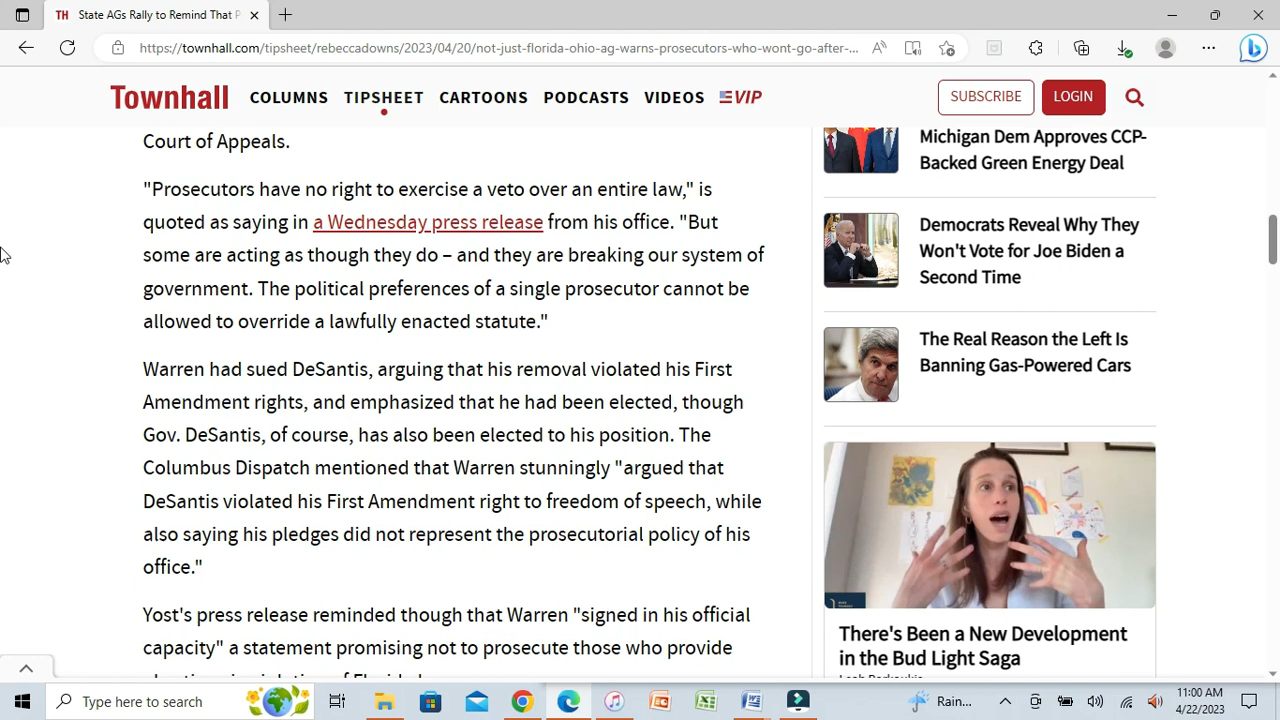 TH State AGs Rally to Remind That P
https://townhall.com/tipsheet/rebeccadowns/2023/04/20/not-just-florida-ohio-ag-warns-prosecutors-who-wont-go-after-...
Townhall COLUMNS TIPSHEET CARTOONS PODCASTS VIDEOS VIP SUBSCRIBE LOGIN
Court of Appeals.
"Prosecutors have no right to exercise a veto over an entire law," is
quoted as saying in a Wednesday press release from his office. "But
some are acting as though they do – and they are breaking our system of
government. The political preferences of a single prosecutor cannot be
allowed to override a lawfully enacted statute."
Warren had sued DeSantis, arguing that his removal violated his First
Amendment rights, and emphasized that he had been elected, though
Gov. DeSantis, of course, has also been elected to his position. The
Columbus Dispatch mentioned that Warren stunningly "argued that
DeSantis violated his First Amendment right to freedom of speech, while
also saying his pledges did not represent the prosecutorial policy of his
office."
Yost's press release reminded though that Warren "signed in his official
capacity" a statement promising not to prosecute those who provide
Michigan Dem Approves CCP-
Backed Green Energy Deal
Democrats Reveal Why They
Won't Vote for Joe Biden a
Second Time
The Real Reason the Left Is
Banning Gas-Powered Cars
There's Been a New Development
in the Bud Light Saga
Type here to search
Rain...
11:00 AM
4/22/2023